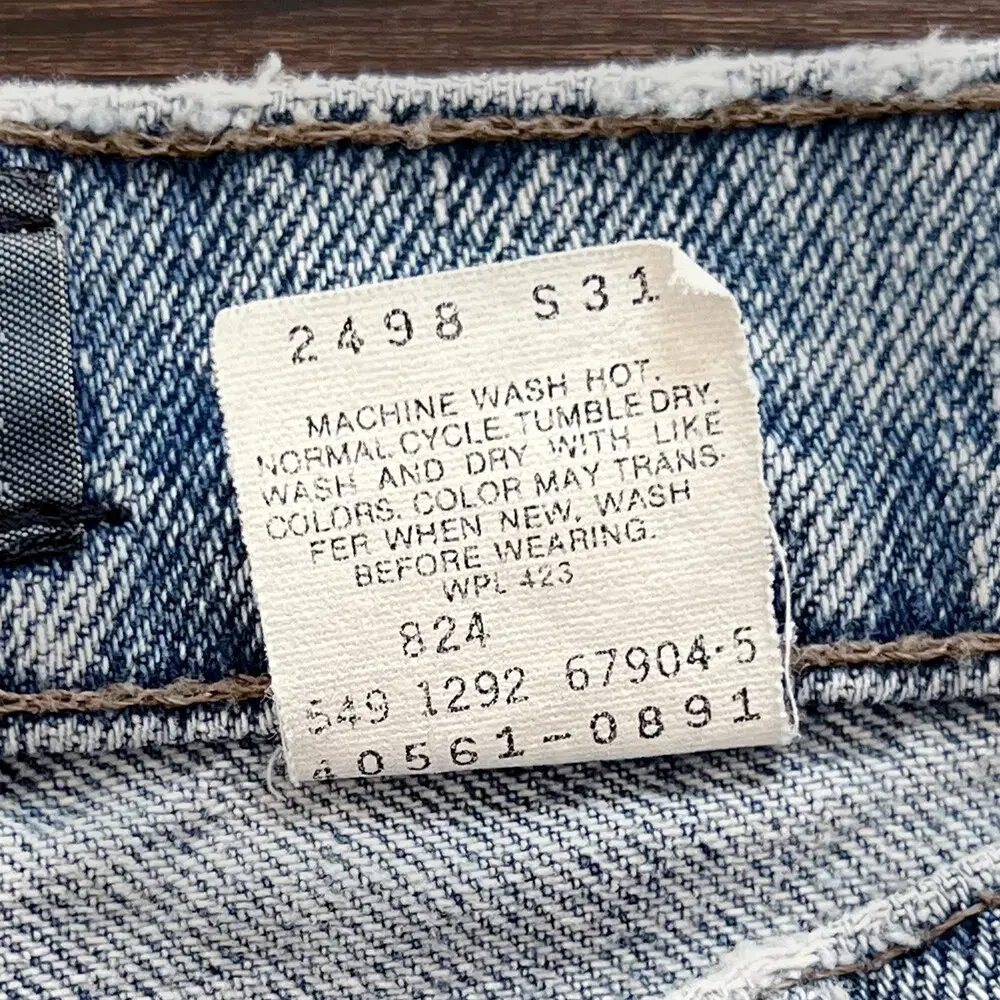 2498 S31
MACHINE WASH HOT.
NORMAL CYCLE. TUMBLE DRY.
WASH AND DRY WITH LIKE
COLORS. COLOR MAY TRANS-
FER WHEN NEW. WASH
BEFORE WEARING.
WPL 423
824
549 1292 67904-5
A0561-0891